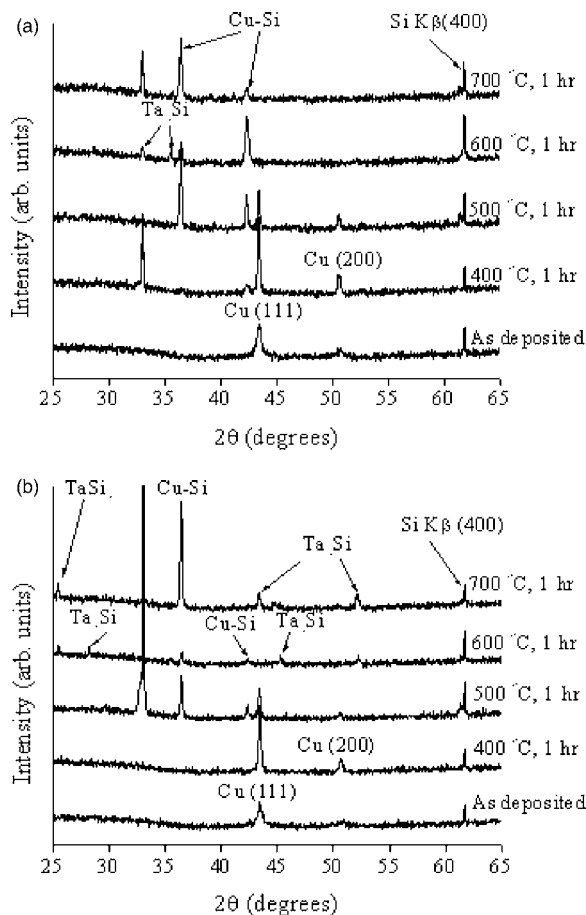 (a)
Cu-Si
Si Kβ(400)
700 °C, 1 hr
Ta Si
600 °C, 1 hr
500 °C, 1 hr
Cu (200)
400 °C, 1 hr
Cu (111)
As deposited
Intensity (arb. units)
25 30 35 40 45 50 55 60 65
2θ (degrees)
(b)
TaSi
Cu-Si
Si Kβ (400)
Ta Si
700 °C, 1 hr
Ta Si
Cu-Si
Ta Si
600 °C, 1 hr
500 °C, 1 hr
Cu (200)
400 °C, 1 hr
Cu (111)
As deposited
Intensity (arb. units)
25 30 35 40 45 50 55 60 65
2θ (degrees)